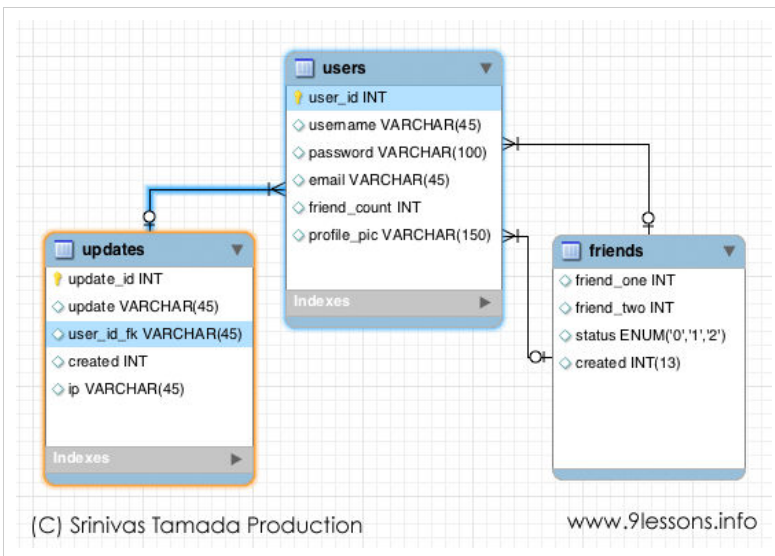 users
user_id INT
username VARCHAR(45)
password VARCHAR(100)
email VARCHAR(45)
friend_count INT
profile_pic VARCHAR(150)
Indexes
updates
update_id INT
update VARCHAR(45)
user_id_fk VARCHAR(45)
created INT
ip VARCHAR(45)
Indexes
friends
friend_one INT
friend_two INT
status ENUM('0','1','2')
created INT(13)
(C) Srinivas Tamada Production
www.9lessons.info